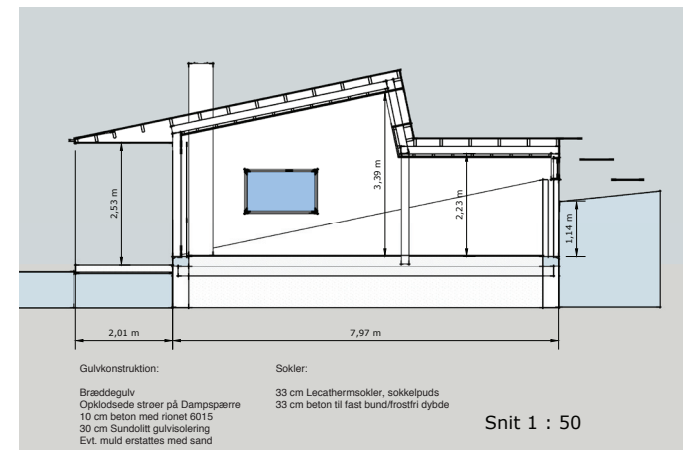 2,53 m
3,39 m
2,23 m
1,14 m
2,01 m
7,97 m
Gulvkonstruktion:
Bræddegulv
Opklodsede strøer på Dampspærre
10 cm beton med rionet 6015
30 cm Sundolitt gulvisolering
Evt. muld erstattes med sand
Sokler:
33 cm Lecathermsokler, sokkelpuds
33 cm beton til fast bund/frostfri dybde
Snit 1 : 50